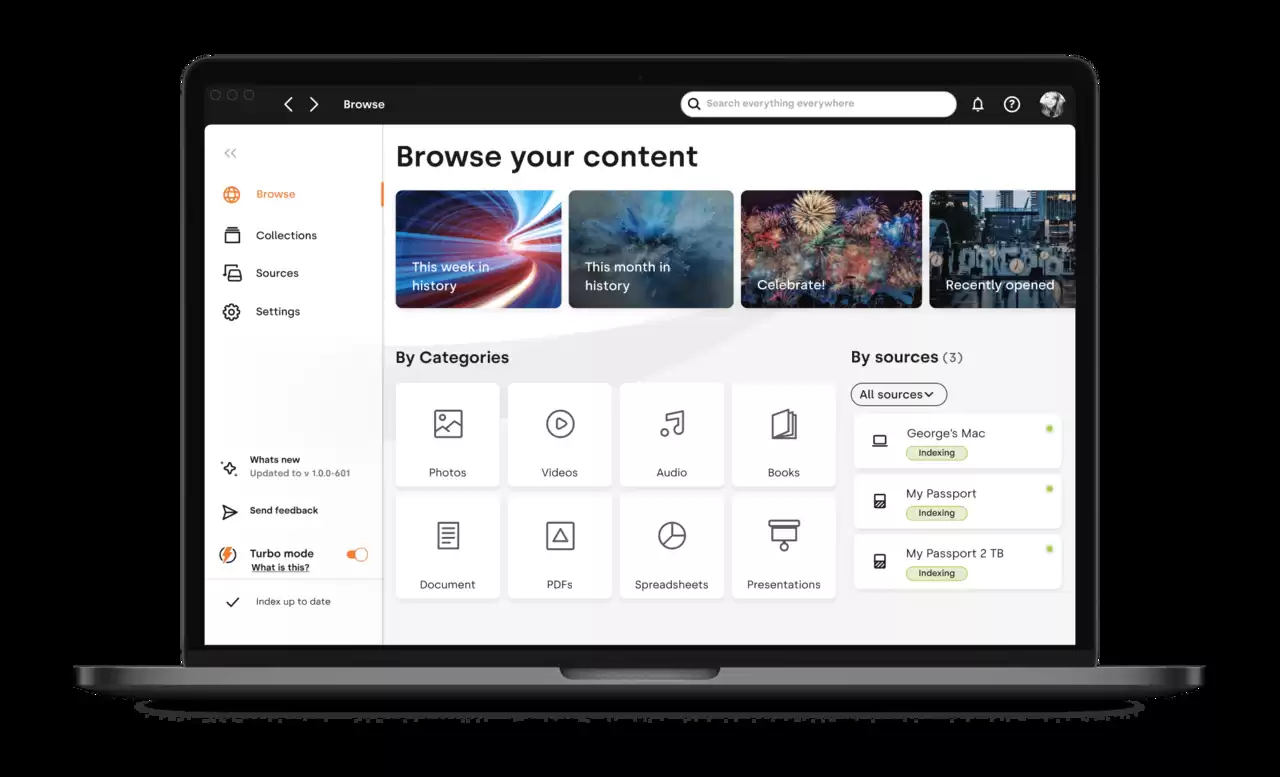 Browse
Search everything everywhere
Browse
Collections
Sources
Settings
Whats new
Updated to v 1.0.0-601
Send feedback
Turbo mode
What is this?
Index up to date
Browse your content
This week in
history
This month in
history
Celebrate!
Recently opened
By Categories
Photos
Videos
Audio
Books
Document
PDFs
Spreadsheets
Presentations
By sources (3)
All sources
George's Mac
Indexing
My Passport
Indexing
My Passport 2 TB
Indexing